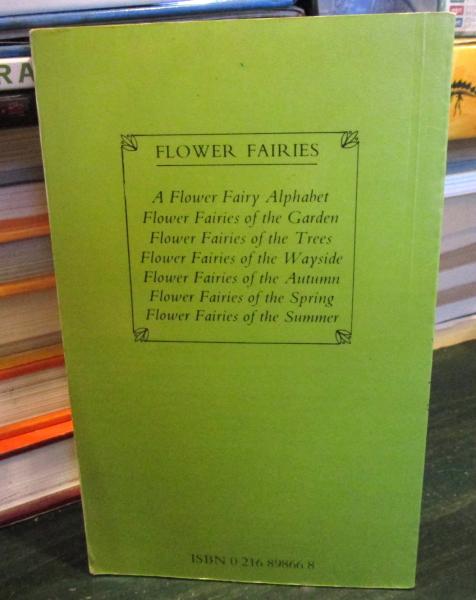 FLOWER FAIRIES
A Flower Fairy Alphabet
Flower Fairies of the Garden
Flower Fairies of the Trees
Flower Fairies of the Wayside
Flower Fairies of the Autumn
Flower Fairies of the Spring
Flower Fairies of the Summer
ISBN 0 216 89866 8
RA